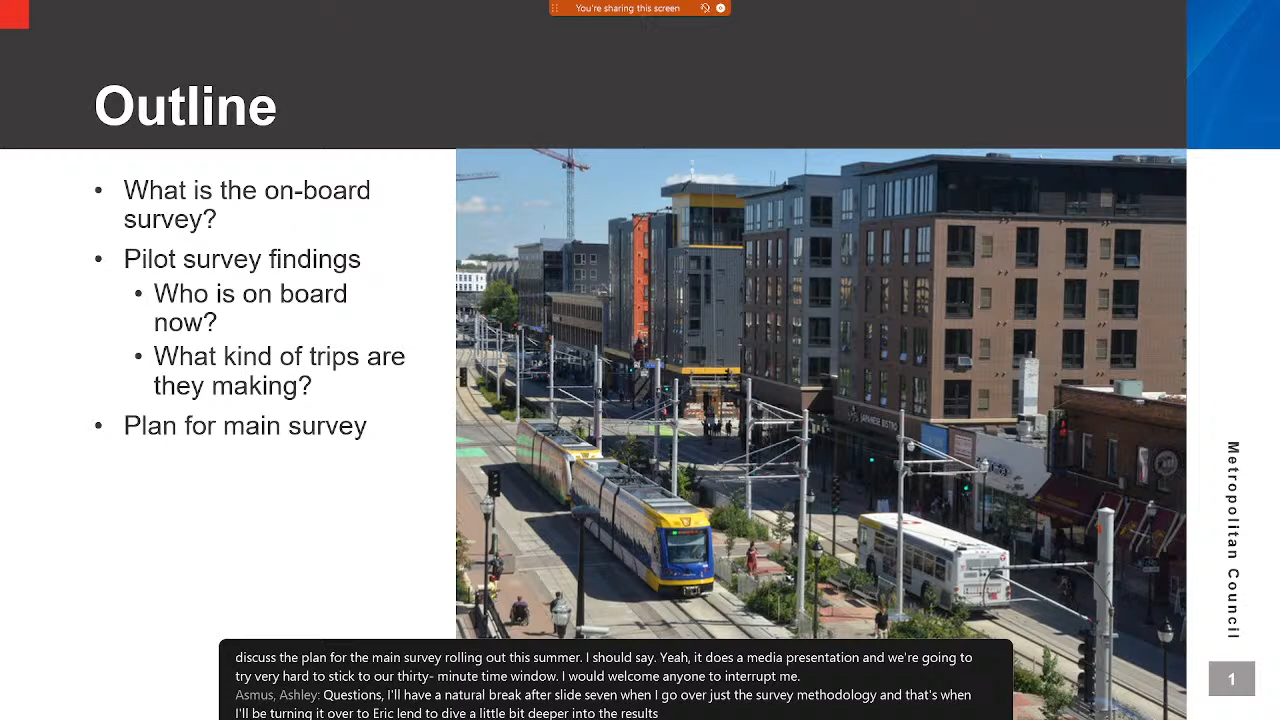 You're sharing this screen
Outline
• What is the on-board
survey?
• Pilot survey findings
• Who is on board
now?
• What kind of trips are
they making?
• Plan for main survey
JAPANESE BISTRO
Metropolitan Council
1
discuss the plan for the main survey rolling out this summer. I should say. Yeah, it does a media presentation and we're going to
try very hard to stick to our thirty- minute time window. I would welcome anyone to interrupt me.
Asmus, Ashley: Questions, I'll have a natural break after slide seven when I go over just the survey methodology and that's when
I'll be turning it over to Eric lend to dive a little bit deeper into the results